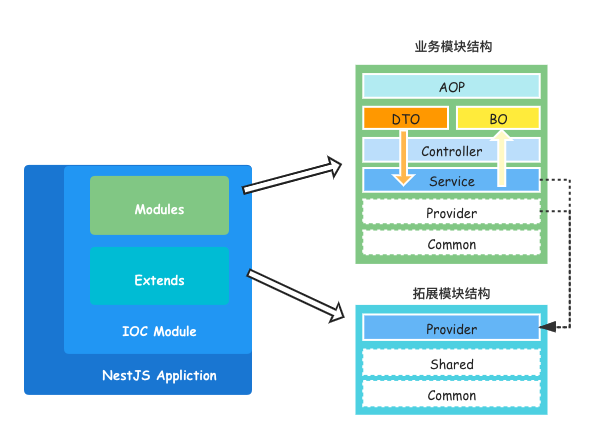 业务模块结构
AOP
DTO
BO
Controller
Service
Provider
Common
Modules
Extends
IOC Module
NestJS Appliction
拓展模块结构
Provider
Shared
Common